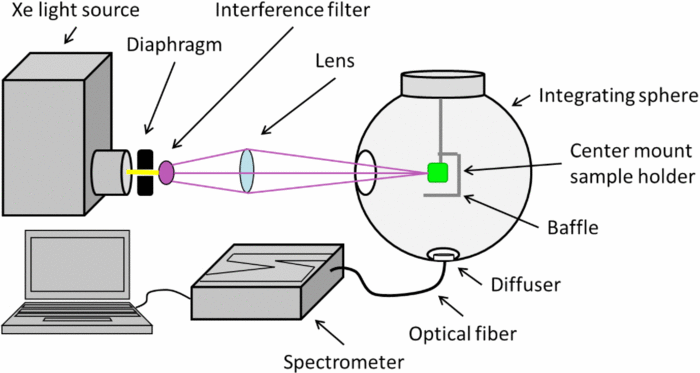 Xe light source
Interference filter
Diaphragm
Lens
Integrating sphere
Center mount
sample holder
Baffle
Diffuser
Optical fiber
Spectrometer